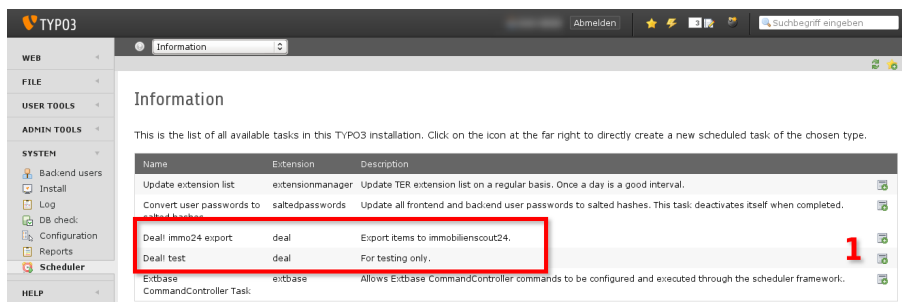 TYPO3
Abmelden
Suchbegriff eingeben
Information
WEB
FILE
USER TOOLS
ADMIN TOOLS
SYSTEM
Backend users
Install
Log
DB check
Configuration
Reports
Scheduler
HELP
Information
This is the list of all available tasks in this TYPO3 installation. Click on the icon at the far right to directly create a new scheduled task of the chosen type.
Name Extension Description
Update extension list extensionmanager Update TER extension list on a regular basis. Once a day is a good interval.
Convert user passwords to saltedpasswords Update all frontend and backend user passwords to salted hashes. This task deactivates itself when completed.
salted hashes
Deal! immo24 export deal Export items to immobilienscout24.
Deal! test deal For testing only.
1
Extbase extbase Allows Extbase CommandController commands to be configured and executed through the scheduler framework.
CommandController Task